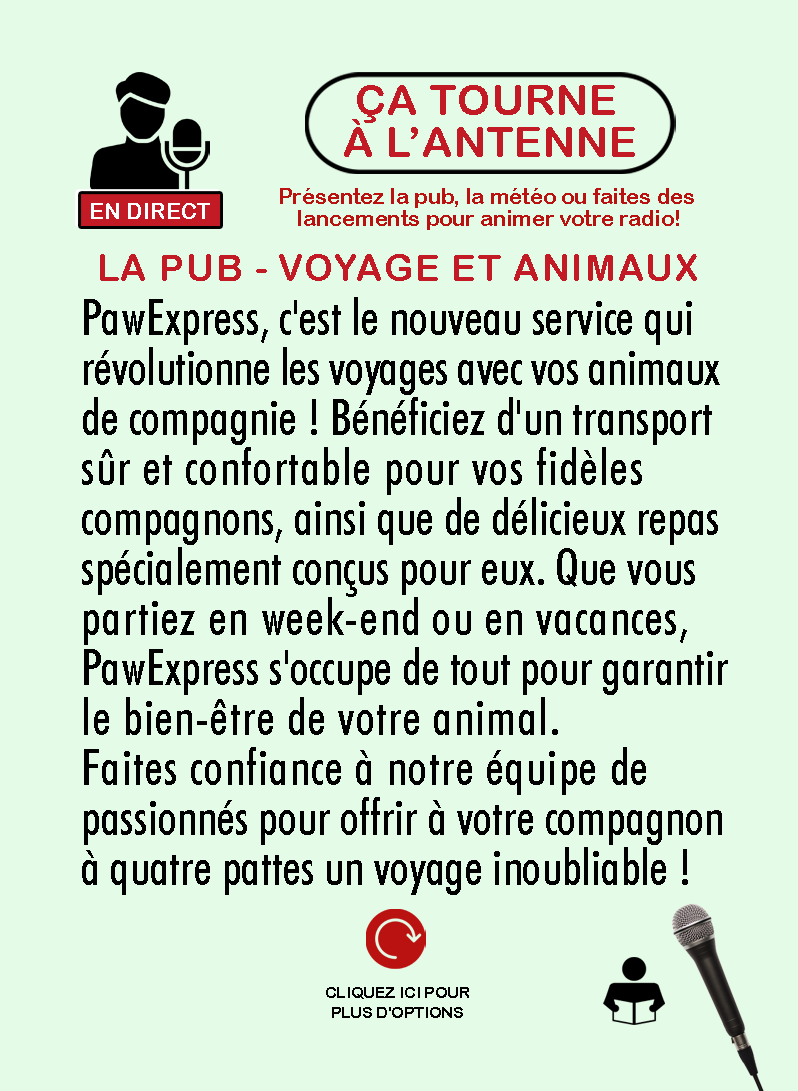 ÇA TOURNE
À L’ANTENNE
EN DIRECT
Présentez la pub, la météo ou faites des
lancements pour animer votre radio!
LA PUB - VOYAGE ET ANIMAUX
PawExpress, c'est le nouveau service qui
révolutionne les voyages avec vos animaux
de compagnie ! Bénéficiez d'un transport
sûr et confortable pour vos fidèles
compagnons, ainsi que de délicieux repas
spécialement conçus pour eux. Que vous
partiez en week-end ou en vacances,
PawExpress s'occupe de tout pour garantir
le bien-être de votre animal.
Faites confiance à notre équipe de
passionnés pour offrir à votre compagnon
à quatre pattes un voyage inoubliable !
CLIQUEZ ICI POUR
PLUS D'OPTIONS